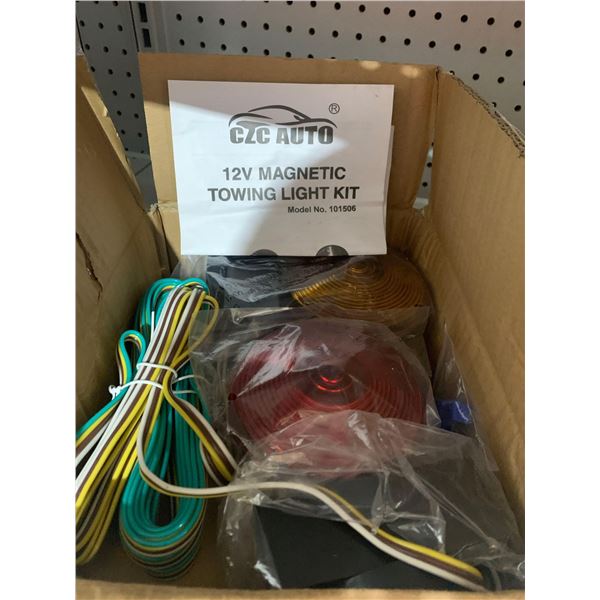 CZC AUTO ®
12V MAGNETIC
TOWING LIGHT KIT
Model No. 101506